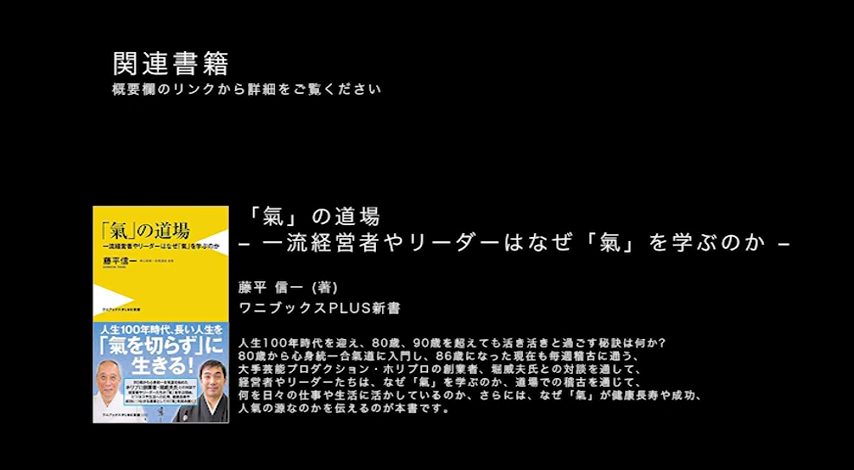 関連書籍
概要欄のリンクから詳細をご覧ください
「氣」の道場
一流経営者やリーダーはなぜ「氣」を学ぶのか
藤平信一
ワニブックスPLUS新書
人生100年時代、長い人生を
「氣を切らず」に
生きる!
「氣」の道場
– 一流経営者やリーダーはなぜ「氣」を学ぶのか –
藤平 信一 (著)
ワニブックスPLUS新書
人生100年時代を迎え、80歳、90歳を超えても活き活きと過ごす秘訣は何か?
80歳から心身統一合氣道に入門し、86歳になった現在も毎週稽古に通う、
大手芸能プロダクション・ホリプロの創業者、堀威夫氏との対談を通して、
経営者やリーダーたちは、なぜ「氣」を学ぶのか、道場での稽古を通じて、
何を日々の仕事や生活に活かしているのか、さらには、なぜ「氣」が健康長寿や成功、
人氣の源なのかを伝えるのが本書です。